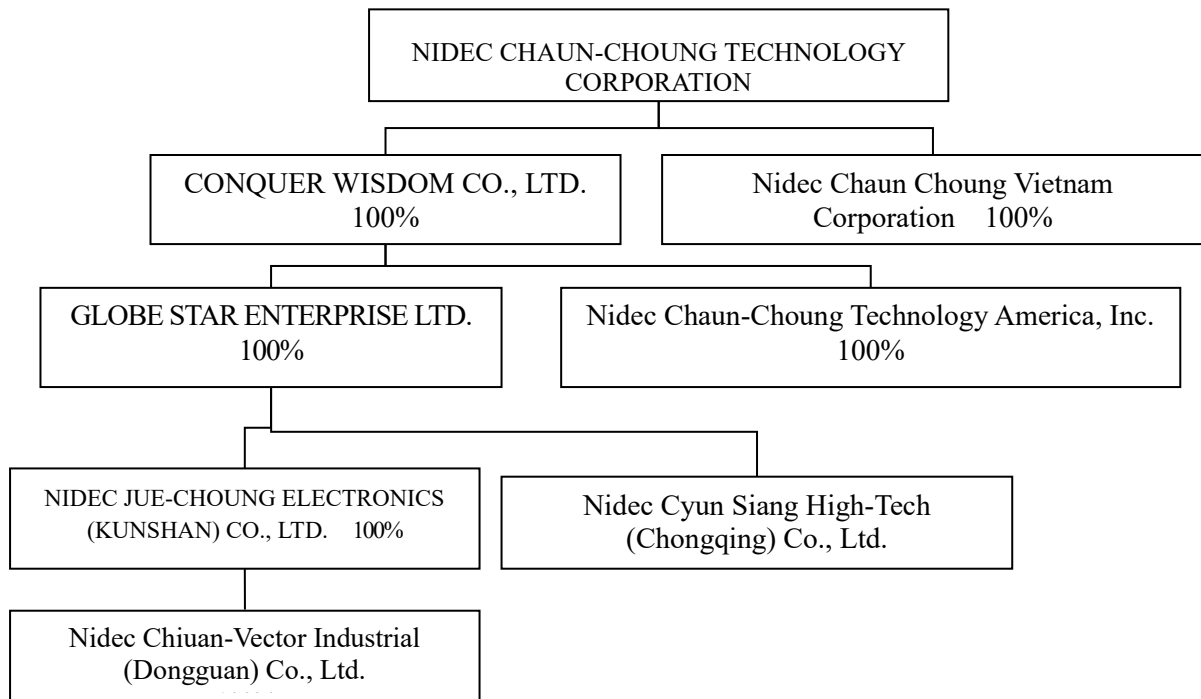 NIDEC CHAUN-CHOUNG TECHNOLOGY
CORPORATION
CONQUER WISDOM CO., LTD.
100%
Nidec Chaun Choung Vietnam
Corporation 100%
GLOBE STAR ENTERPRISE LTD.
100%
Nidec Chaun-Choung Technology America, Inc.
100%
NIDEC JUE-CHOUNG ELECTRONICS
(KUNSHAN) CO., LTD. 100%
Nidec Cyun Siang High-Tech
(Chongqing) Co., Ltd.
Nidec Chiuan-Vector Industrial
(Dongguan) Co., Ltd.